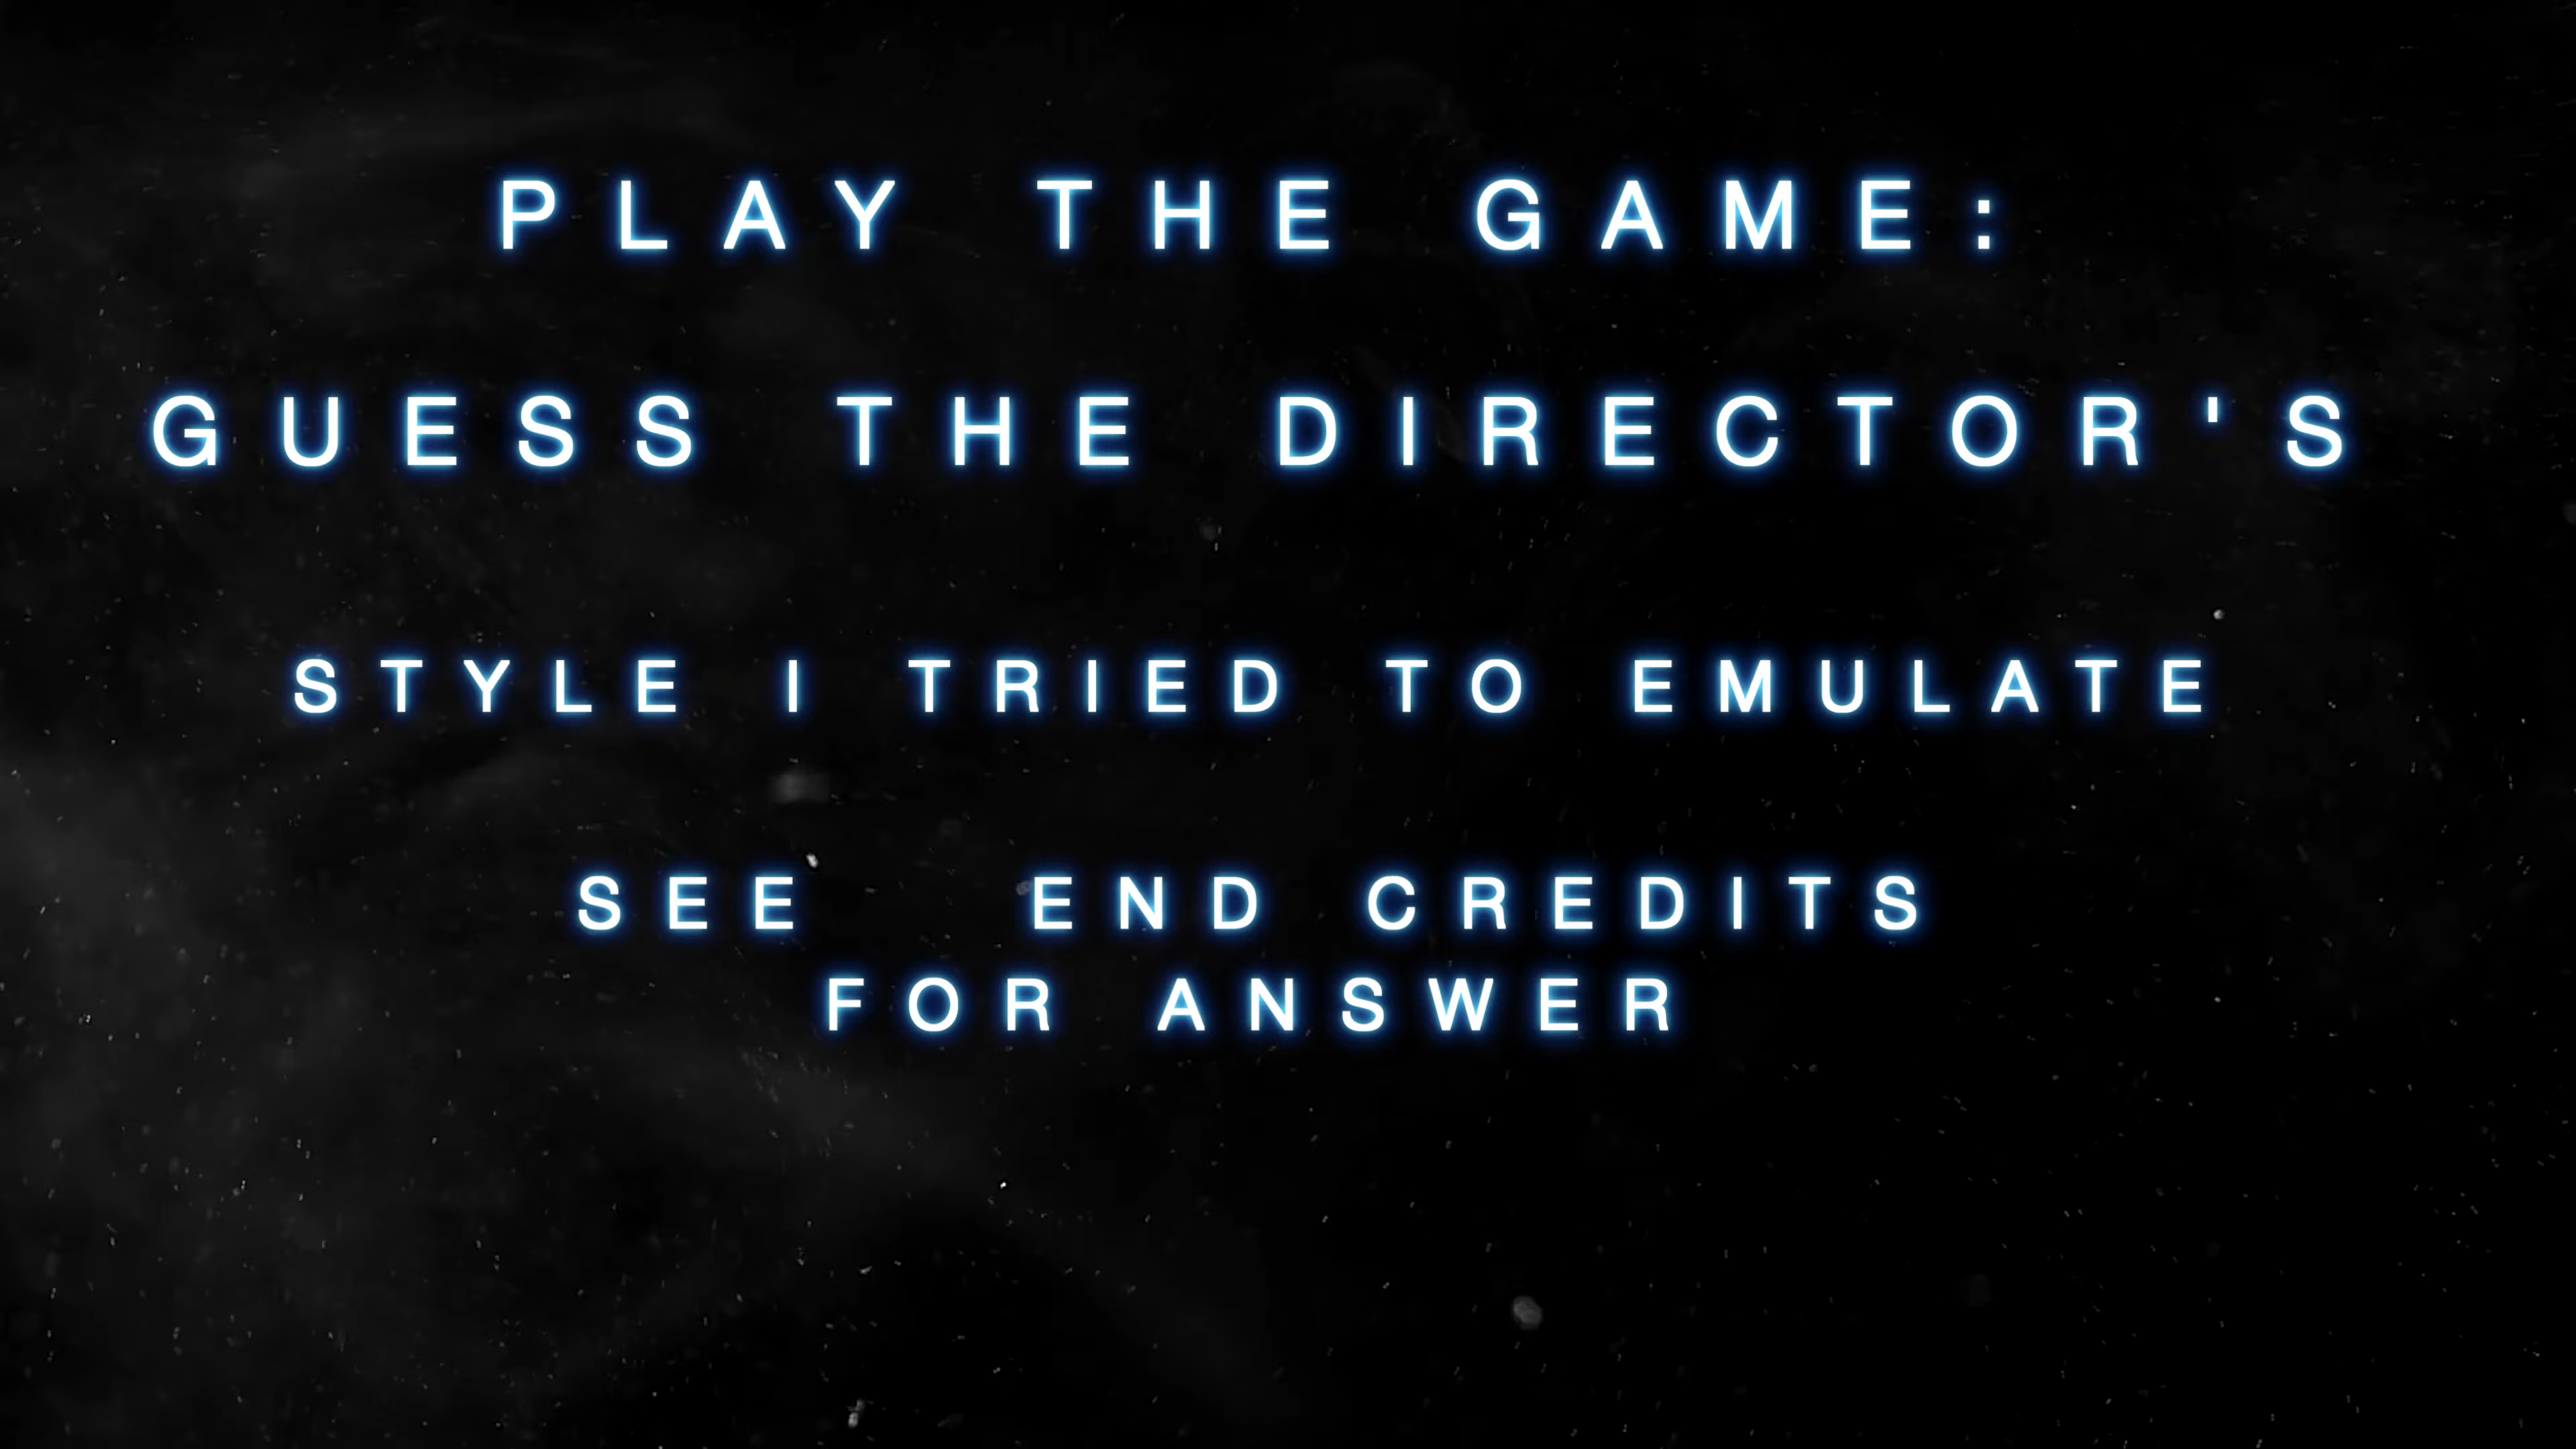 PLAY THE GAME:
GUESS THE DIRECTOR'S
STYLE I TRIED TO EMULATE
SEE END CREDITS
FOR ANSWER